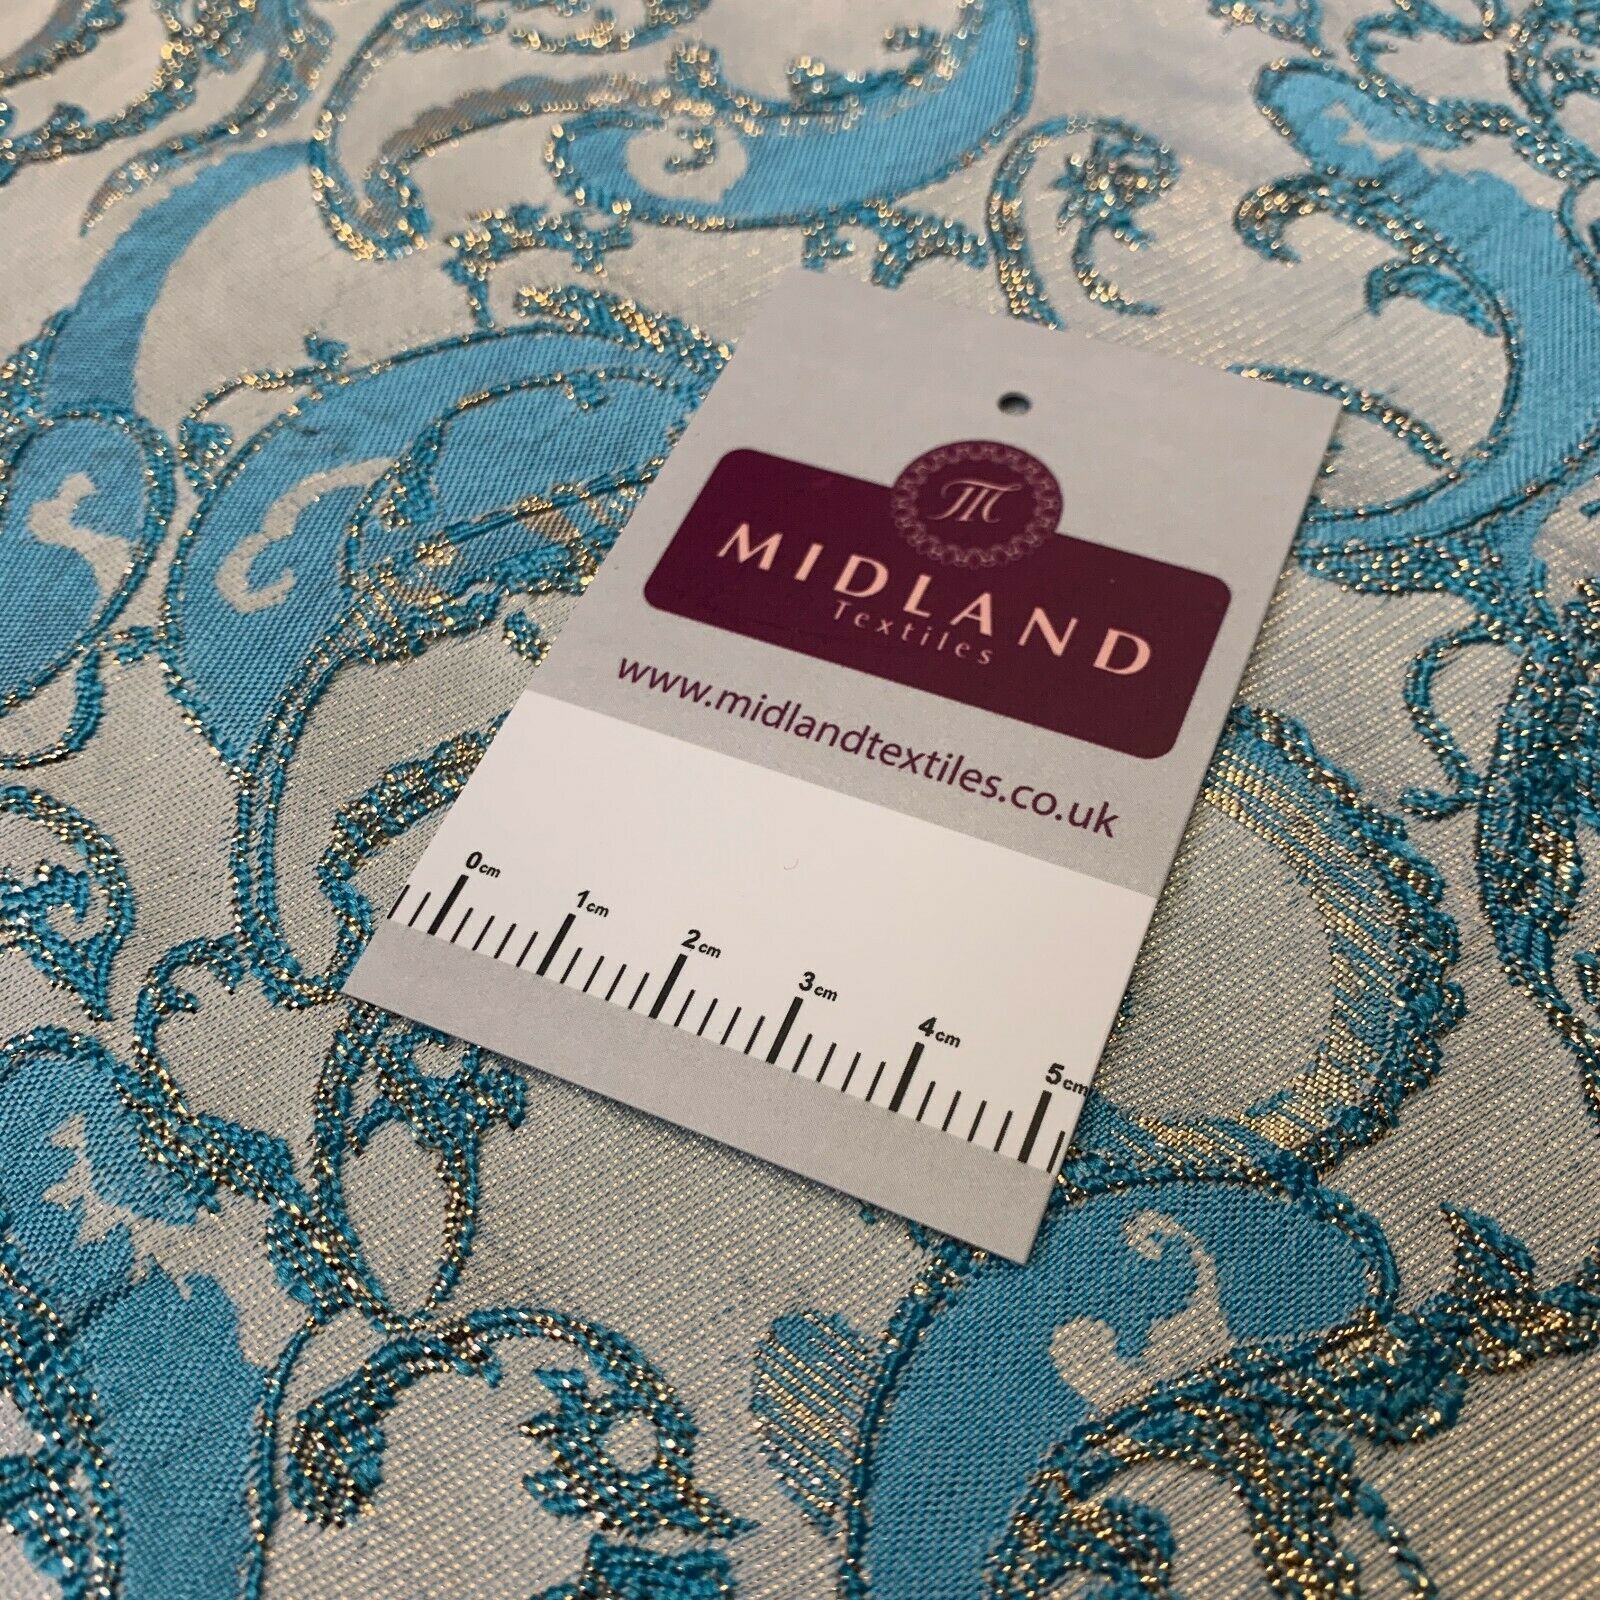 M
MIDLAND
Textiles
www.midlandtextiles.co.uk
0cm 1cm 2cm 3cm 4cm 5cm